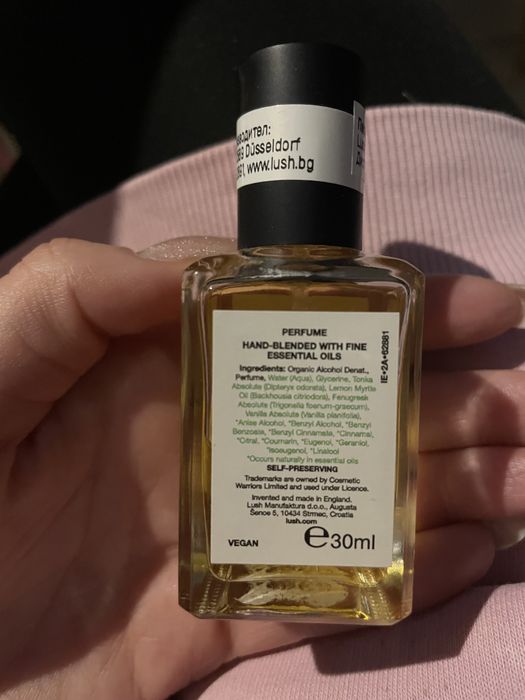 Düsseldorf
www.lush.bg
PERFUME
HAND-BLENDED WITH FINE
ESSENTIAL OILS
Ingredients: Organic Alcohol Denat.,
Perfume, Water (Aqua), Glycerine, Tonka
Absolute (Dipteryx odorata), Lemon Myrtle
Oil (Backhousia citriodora), Fenugreek
Absolute (Trigonella foenum-graecum),
Vanilla Absolute (Vanilla planifolia),
*Anise Alcohol, *Benzyl Alcohol, *Benzyl
Benzoate, *Benzyl Cinnamate, *Cinnamal,
*Citral, *Coumarin, *Eugenol, *Geraniol,
*Isoeugenol, *Linalool
*Occurs naturally in essential oils
SELF-PRESERVING
Trademarks are owned by Cosmetic
Warriors Limited and used under Licence.
Invented and made in England.
Lush Manufaktura d.o.o., Augusta
Šenoe 5, 10434 Strmec, Croatia
lush.com
VEGAN
℮30ml
IE•2A•62881